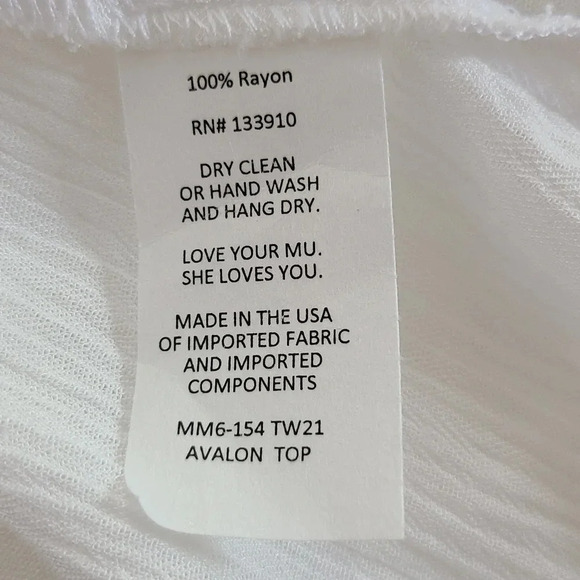 100% Rayon
RN# 133910
DRY CLEAN
OR HAND WASH
AND HANG DRY.
LOVE YOUR MU.
SHE LOVES YOU.
MADE IN THE USA
OF IMPORTED FABRIC
AND IMPORTED
COMPONENTS
MM6-154 TW21
AVALON TOP